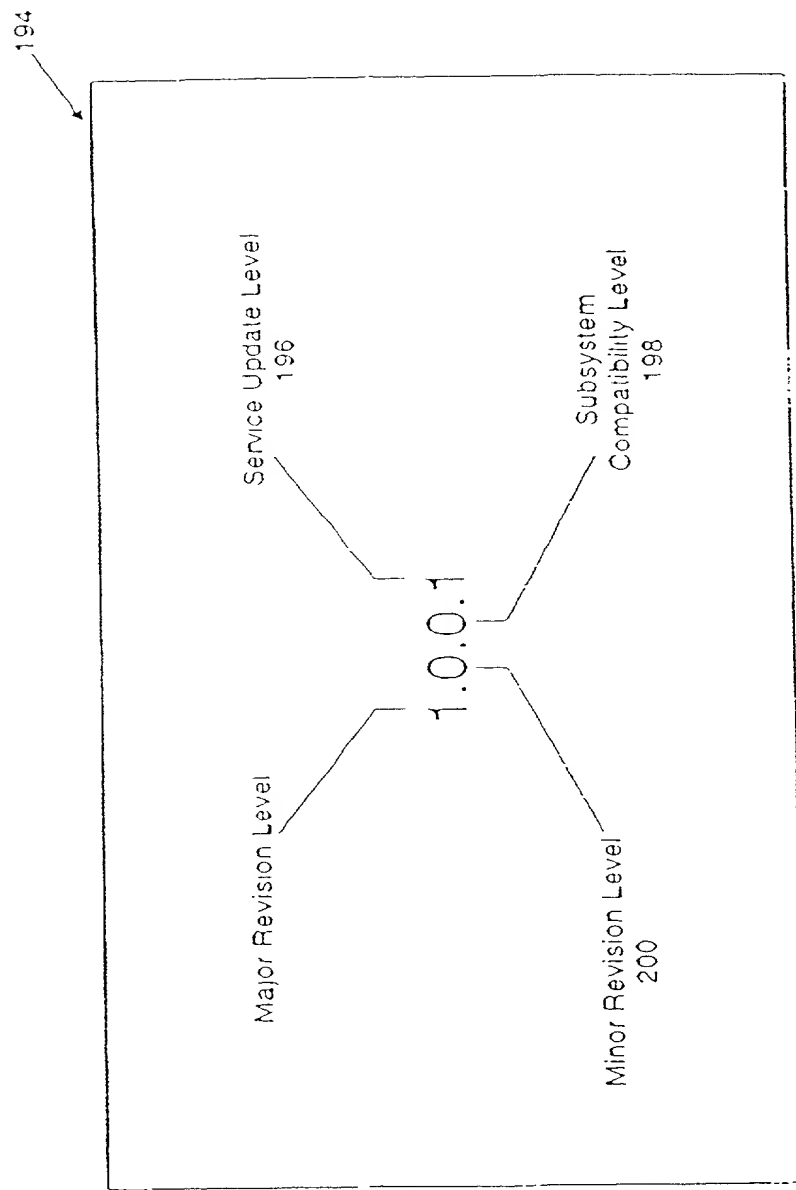 194
Major Revision Level
Service Update Level
196
1.0.0.1
Minor Revision Level
200
Subsystem
Compatibility Level
198